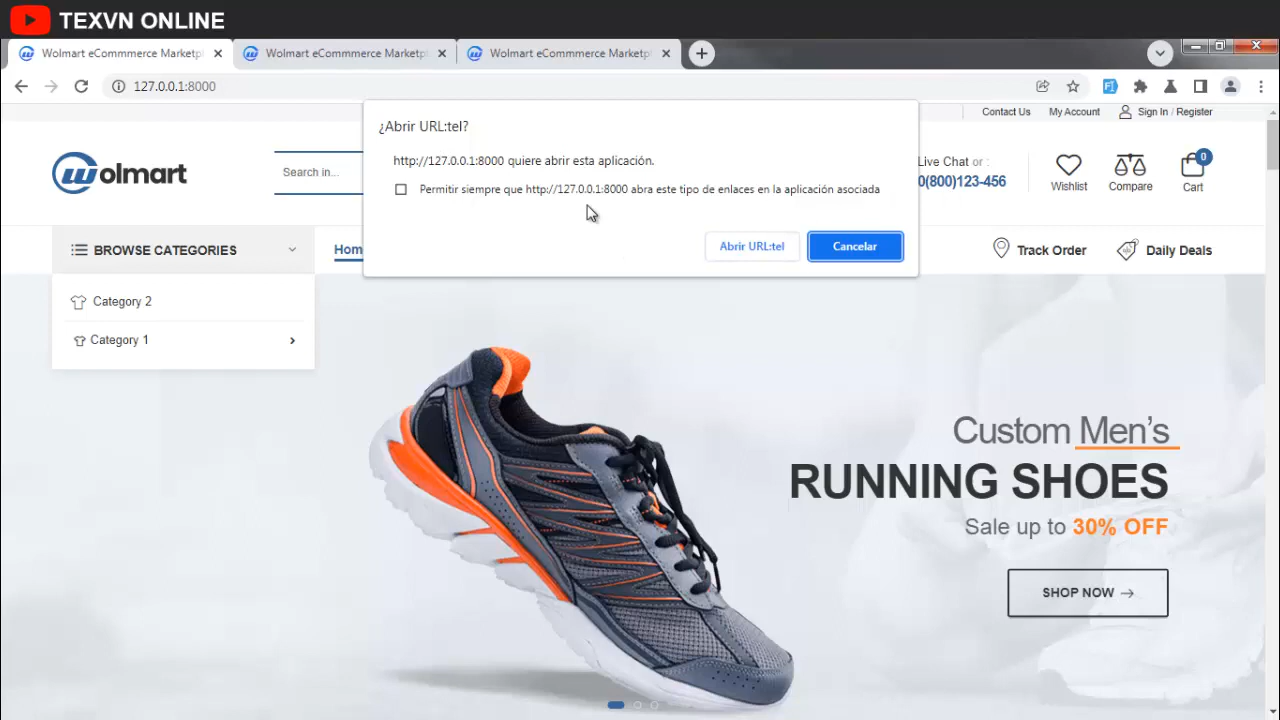 TEXVN ONLINE
Wolmart eCommmerce Marketpl
Wolmart eCommmerce Marketpl
Wolmart eCommmerce Marketpl
127.0.0.1:8000
¿Abrir URL:tel?
http://127.0.0.1:8000 quiere abrir esta aplicación.
Permitir siempre que http://127.0.0.1:8000 abra este tipo de enlaces en la aplicación asociada
Abrir URL:tel
Cancelar
Contact Us
My Account
Sign In / Register
Wolmart
Search in...
Live Chat or :
0(800)123-456
Wishlist
Compare
0
Cart
BROWSE CATEGORIES
Hom
Track Order
Daily Deals
Category 2
Category 1
Custom Men’s
RUNNING SHOES
Sale up to 30% OFF
SHOP NOW